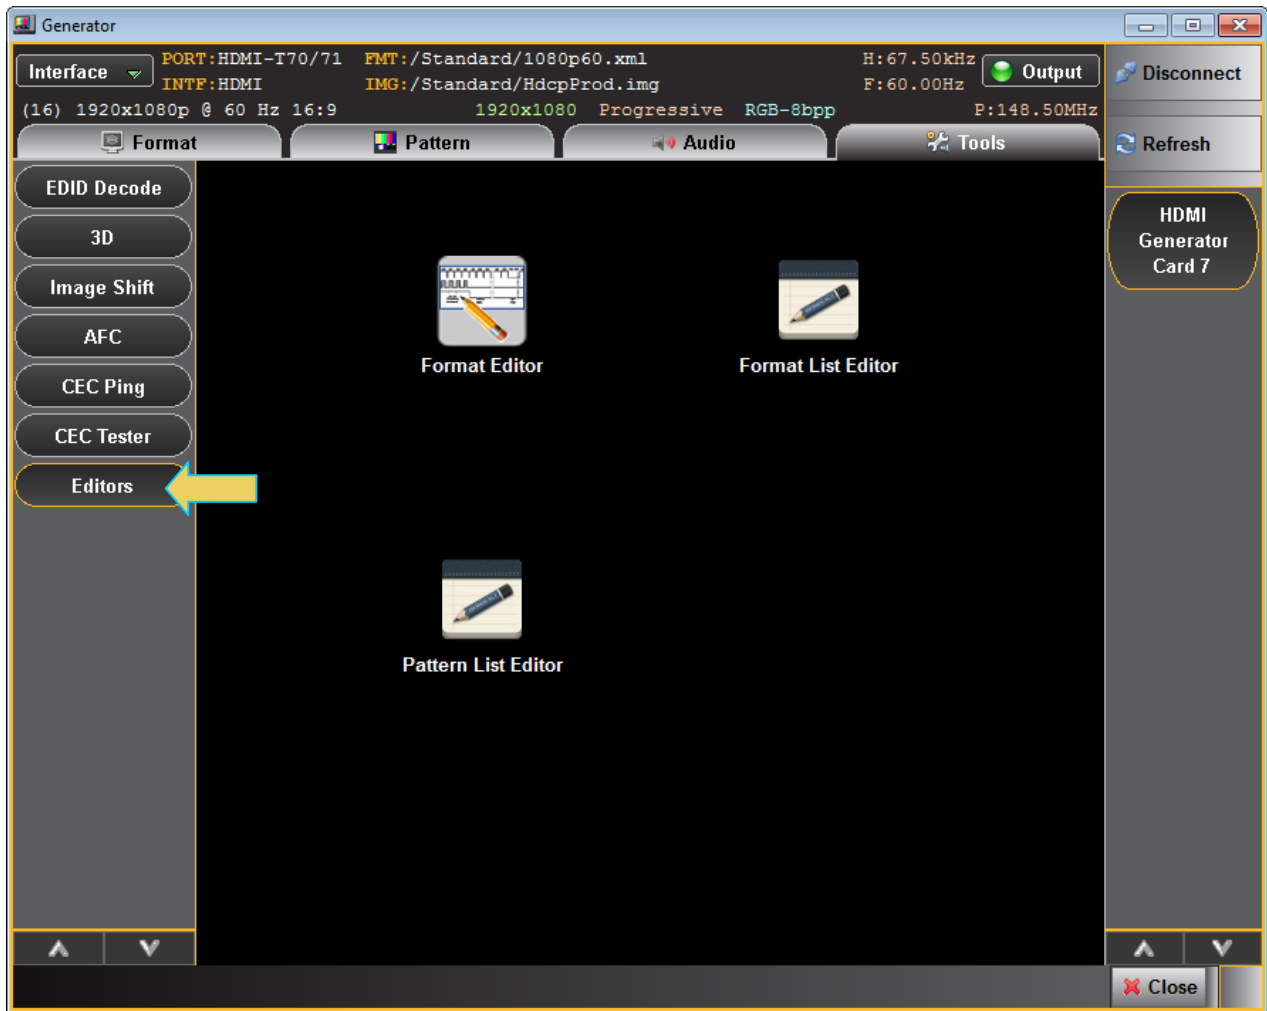 Generator
Interface
PORT:HDMI-T70/71 FMT:/Standard/1080p60.xml H:67.50kHz
INTF:HDMI IMG:/Standard/HdcpProd.img F:60.00Hz
Output
(16) 1920x1080p @ 60 Hz 16:9 1920x1080 Progressive RGB-8bpp P:148.50MHz
Disconnect
Refresh
Format Pattern Audio Tools
EDID Decode
3D
Image Shift
AFC
CEC Ping
CEC Tester
Editors
Format Editor Format List Editor
Pattern List Editor
HDMI
Generator
Card 7
Close